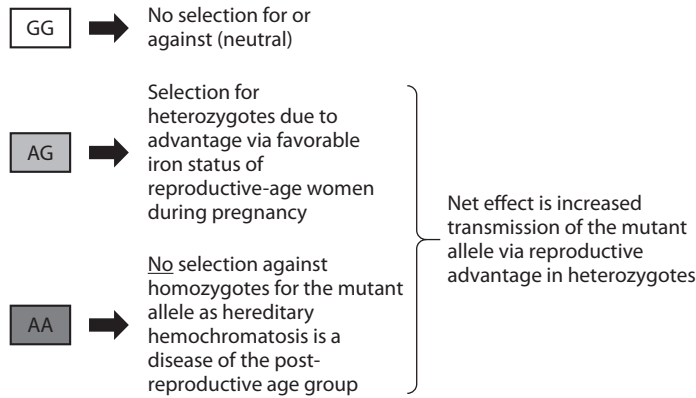 GG
No selection for or
against (neutral)
AG
Selection for
heterozygotes due to
advantage via favorable
iron status of
reproductive-age women
during pregnancy
AA
No selection against
homozygotes for the mutant
allele as hereditary
hemochromatosis is a
disease of the post-
reproductive age group
Net effect is increased
transmission of the mutant
allele via reproductive
advantage in heterozygotes